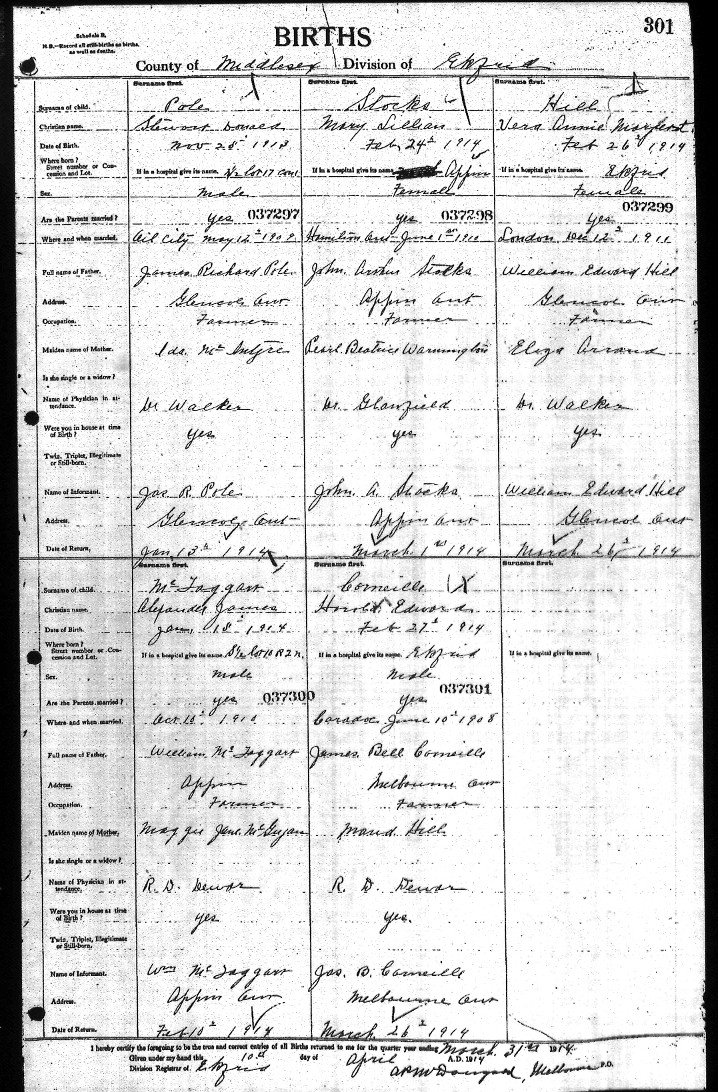 Schedule B.
N.B.—Record all still-births as births, as well as deaths.
BIRTHS
301
County of Middlesex Division of Ekfrid
Surname first. Surname first. Surname first.
Surname of child. Pole Stocks Hill
Christian name. Stewart Donald Mary Lillian Vera Annie Margaret
Date of Birth. Nov 28th 1913 Feb 24th 1914 Feb 26th 1914
Where born? Street number or Concession and Lot. If in a hospital give its name. Lot 17 Con 1 If in a hospital give its name. Appin If in a hospital give its name. Ekfrid
Sex. Male Female Female
037297 037298 037299
Are the Parents married? yes yes yes
Where and when married. Oil City May 12th 1909 Hamilton Ont June 1st 1910 London Dec 12th 1911
Full name of Father. James Richard Pole John Arthur Stocks William Edward Hill
Address. Glencoe Ont Appin Ont Glencoe Ont
Occupation. Farmer Farmer Farmer
Maiden name of Mother. Ida McIntyre Pearl Beatrice Warmington Eliza
Is she single or a widow?
Name of Physician in attendance. Dr Walker Dr. Glanfield Dr. Walker
Were you in house at time of Birth? yes yes yes
Twin, Triplet, Illegitimate or Still-born.
Name of Informant. Jas R. Pole John A. Stocks William Edward Hill
Address. Glencoe Ont Appin Ont Glencoe Ont
Date of Return. Jan 13th 1914 March 1st 1914 March 26th 1914
Surname first. Surname first. Surname first.
Surname of child. McTaggart Corneille
Christian name. Alexander James Harold Edward
Date of Birth. Jan 18th 1914 Feb 27th 1914
Where born? Street number or Concession and Lot. If in a hospital give its name. S½ Lot 10 R 2 N. If in a hospital give its name. Ekfrid If in a hospital give its name.
Sex. Male Male
037300 037301
Are the Parents married? yes yes
Where and when married. Oct 10th 1910 Caradoc June 10th 1908
Full name of Father. William McTaggart James Bell Corneille
Address. Appin Melbourne Ont
Occupation. Farmer Farmer
Maiden name of Mother. Maggie Jane McGugan Maud Hill
Is she single or a widow?
Name of Physician in attendance. R. D. Dewar R. D. Dewar
Were you in house at time of Birth? yes yes.
Twin, Triplet, Illegitimate or Still-born.
Name of Informant. Wm McTaggart Jas. B. Corneille
Address. Appin Ont Melbourne Ont
Date of Return. Feb 10th 1914 March 26th 1914
I hereby certify the foregoing to be the true and correct entries of all Births returned to me for the quarter year ending March 31st 1914.
Given under my hand this 10th day of April A.D. 1914
Division Registrar of Ekfrid A P McDougald, Melbourne P.O.